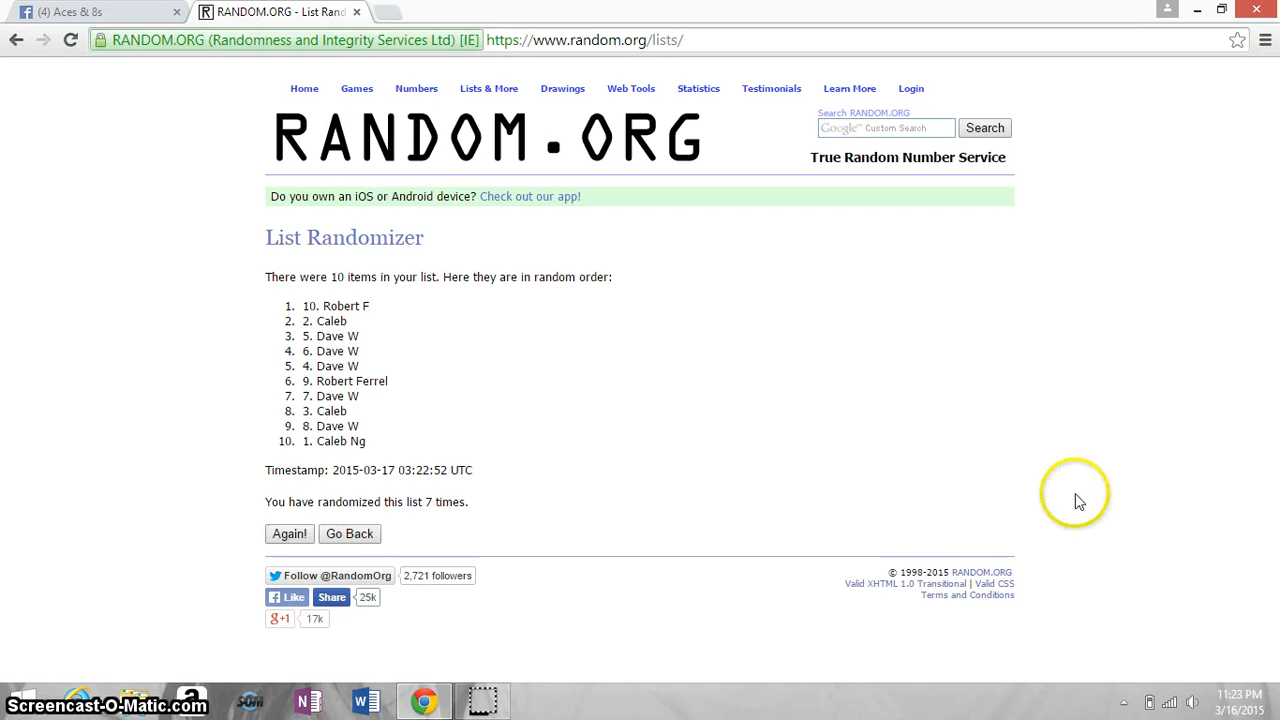 (4) Aces & 8s
RANDOM.ORG - List Rand
RANDOM.ORG (Randomness and Integrity Services Ltd) [IE] https://www.random.org/lists/
Home Games Numbers Lists & More Drawings Web Tools Statistics Testimonials Learn More Login
RANDOM.ORG
Search RANDOM.ORG
Google™ Custom Search Search
True Random Number Service
Do you own an iOS or Android device? Check out our app!
List Randomizer
There were 10 items in your list. Here they are in random order:
1. 10. Robert F
2. 2. Caleb
3. 5. Dave W
4. 6. Dave W
5. 4. Dave W
6. 9. Robert Ferrel
7. 7. Dave W
8. 3. Caleb
9. 8. Dave W
10. 1. Caleb Ng
Timestamp: 2015-03-17 03:22:52 UTC
You have randomized this list 7 times.
Again! Go Back
Follow @RandomOrg 2,721 followers
Like Share 25k
g+1 17k
© 1998-2015 RANDOM.ORG
Valid XHTML 1.0 Transitional | Valid CSS
Terms and Conditions
Screencast-O-Matic.com
SOM
11:23 PM
3/16/2015